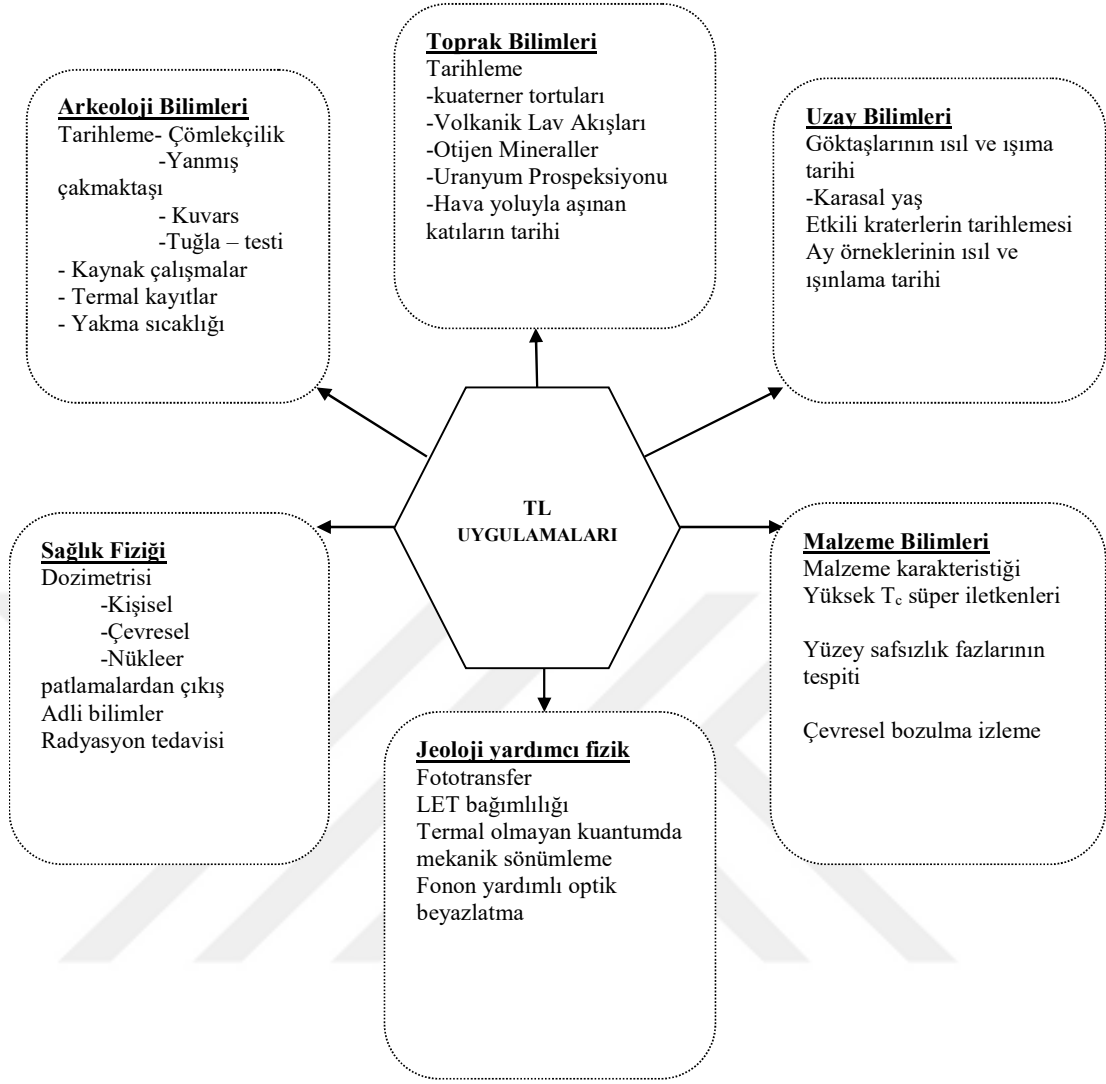 Arkeoloji Bilimleri
Tarihleme- Çömlekçilik
-Yanmış
çakmaktaşı
- Kuvars
-Tuğla – testi
- Kaynak çalışmalar
- Termal kayıtlar
- Yakma sıcaklığı
Toprak Bilimleri
Tarihleme
-kuaterner tortuları
-Volkanik Lav Akışları
-Otijen Mineraller
-Uranyum Prospeksiyonu
-Hava yoluyla aşınan
katıların tarihi
Uzay Bilimleri
Göktaşlarının ısıl ve ışıma
tarihi
-Karasal yaş
Etkili kraterlerin tarihlemesi
Ay örneklerinin ısıl ve
ışınlama tarihi
TL
UYGULAMALARI
Sağlık Fiziği
Dozimetrisi
-Kişisel
-Çevresel
-Nükleer
patlamalardan çıkış
Adli bilimler
Radyasyon tedavisi
Jeoloji yardımcı fizik
Fototransfer
LET bağımlılığı
Termal olmayan kuantumda
mekanik sönümleme
Fonon yardımlı optik
beyazlatma
Malzeme Bilimleri
Malzeme karakteristiği
Yüksek Tc süper iletkenleri
Yüzey safsızlık fazlarının
tespiti
Çevresel bozulma izleme